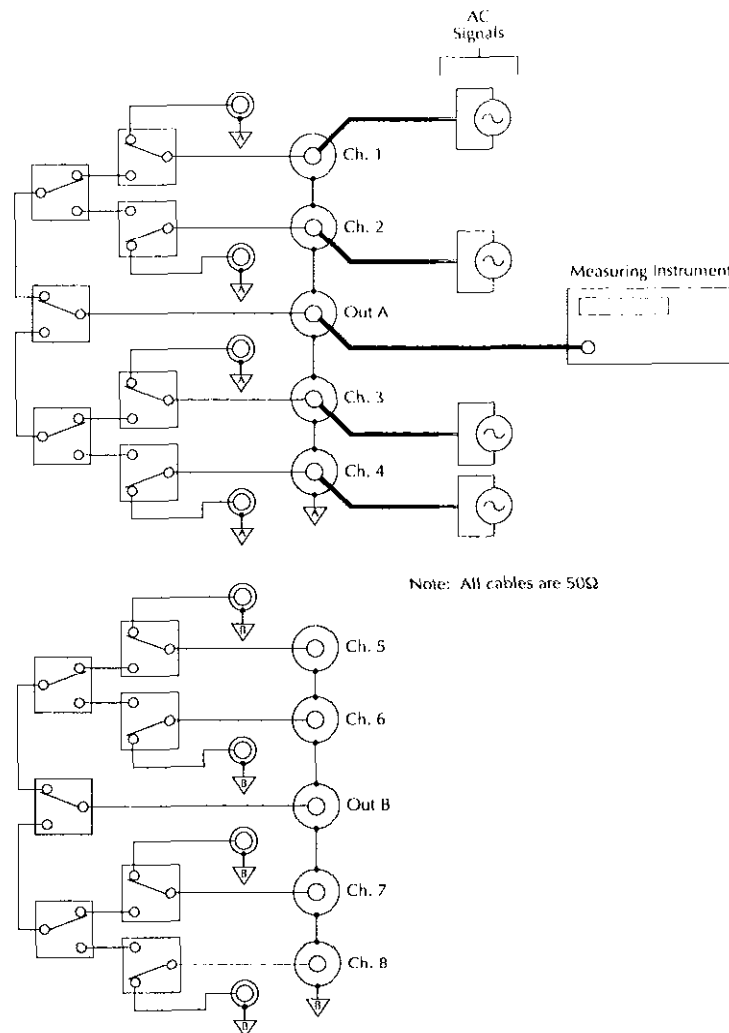 AC
Signals
A
Ch. 1
Ch. 2
A
Measuring Instrument
Out A
A
Ch. 3
Ch. 4
A
A
Note: All cables are 50Ω
B
Ch. 5
Ch. 6
B
Out B
B
Ch. 7
Ch. 8
B
B